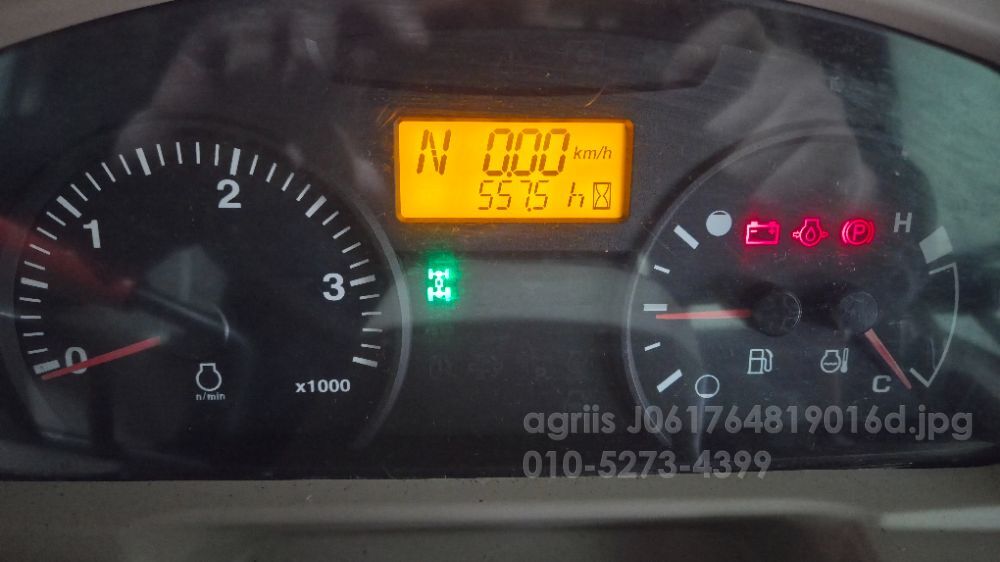 N 0.00 km/h
557.5 h
2
1
3
0
x1000
n/min
P
H
C
agriis J061764819016d.jpg
010-5273-4399